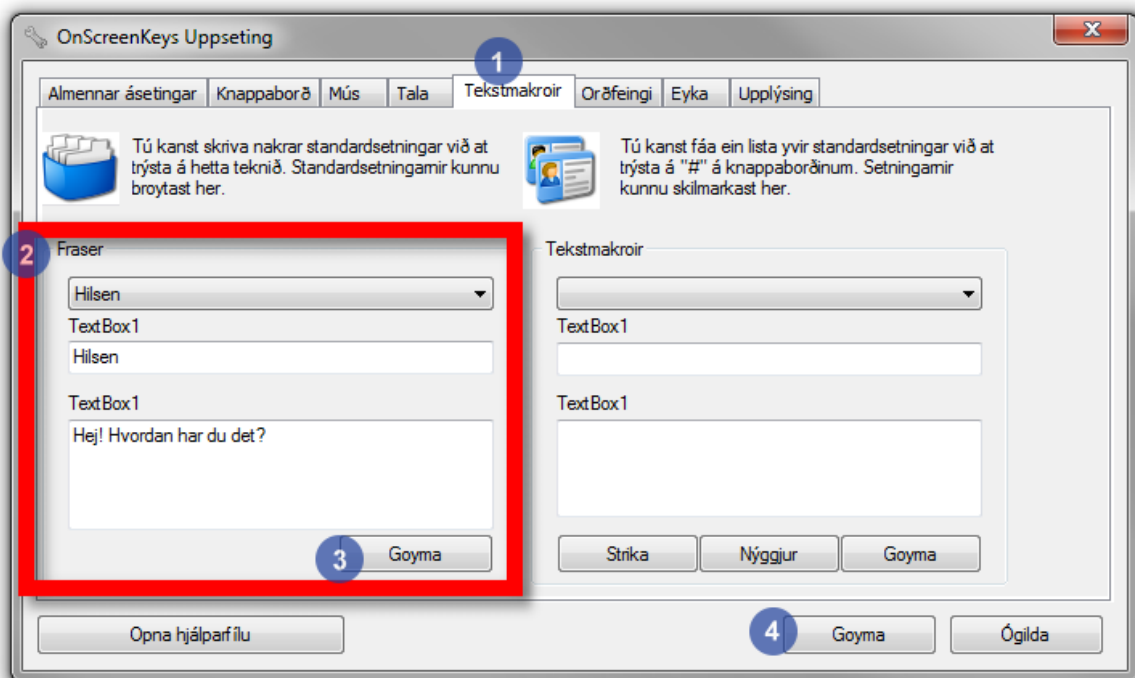 OnScreenKeys Uppseting
x
1
Almennar ásetingar Knappaborð Mús Tala Tekstmakroir Orðfeingi Eyka Upplýsing
Tú kanst skriva nakrar standardsetningar við at
trýsta á hetta teknið. Standardsetningarnir kunnu
broytast her.
Tú kanst fáa ein lista yvir standardsetningar við at
trýsta á "#" á knappaborðinum. Setningarnir
kunnu skilmarkast her.
2
Fraser
Hilsen
TextBox1
Hilsen
TextBox1
Hej! Hvordan har du det?
3
Goyma
Tekstmakroir
TextBox1
TextBox1
Strika Nýggjur Goyma
Opna hjálparfílu
4
Goyma Ógilda